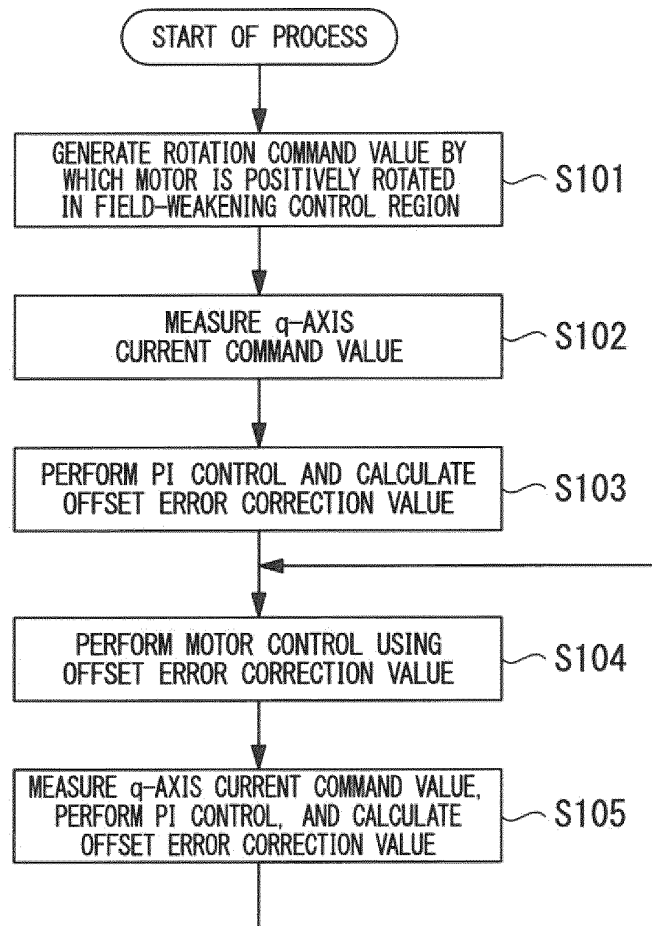 START OF PROCESS
GENERATE ROTATION COMMAND VALUE BY
WHICH MOTOR IS POSITIVELY ROTATED
IN FIELD-WEAKENING CONTROL REGION
S101
MEASURE q-AXIS
CURRENT COMMAND VALUE
S102
PERFORM PI CONTROL AND CALCULATE
OFFSET ERROR CORRECTION VALUE
S103
PERFORM MOTOR CONTROL USING
OFFSET ERROR CORRECTION VALUE
S104
MEASURE q-AXIS CURRENT COMMAND VALUE,
PERFORM PI CONTROL, AND CALCULATE
OFFSET ERROR CORRECTION VALUE
S105